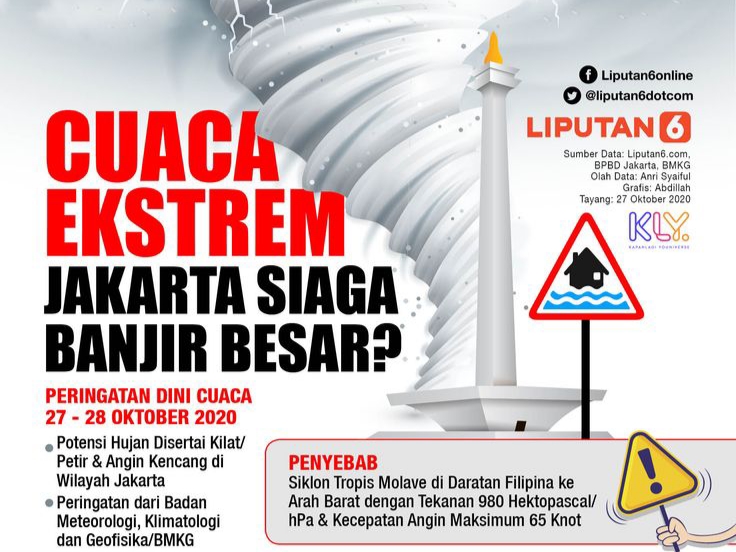 Liputan6online
@liputan6dotcom
LIPUTAN 6
Sumber Data: Liputan6.com,
BPBD Jakarta, BMKG
Olah Data: Anri Syaiful
Grafis: Abdillah
Tayang: 27 Oktober 2020
KLY.
KAPANLAGI YOUNIVERSE
CUACA
EKSTREM
JAKARTA SIAGA
BANJIR BESAR?
PERINGATAN DINI CUACA
27 - 28 OKTOBER 2020
Potensi Hujan Disertai Kilat/
Petir & Angin Kencang di
Wilayah Jakarta
Peringatan dari Badan
Meteorologi, Klimatologi
dan Geofisika/BMKG
PENYEBAB
Siklon Tropis Molave di Daratan Filipina ke
Arah Barat dengan Tekanan 980 Hektopascal/
hPa & Kecepatan Angin Maksimum 65 Knot